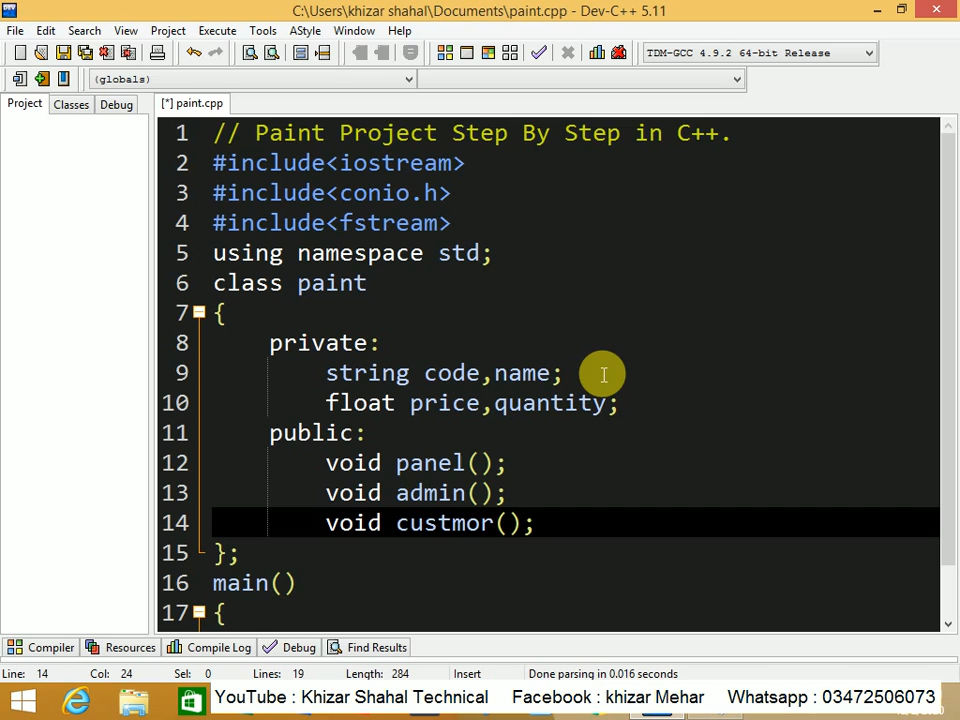 C:\Users\khizar shahal\Documents\paint.cpp - Dev-C++ 5.11
File Edit Search View Project Execute Tools AStyle Window Help
TDM-GCC 4.9.2 64-bit Release
(globals)
Project Classes Debug [*] paint.cpp
1 // Paint Project Step By Step in C++.
2 #include<iostream>
3 #include<conio.h>
4 #include<fstream>
5 using namespace std;
6 class paint
7 {
8 private:
9 string code,name;
10 float price,quantity;
11 public:
12 void panel();
13 void admin();
14 void custmor();
15 };
16 main()
17 {
Compiler Resources Compile Log Debug Find Results
Line: 14 Col: 24 Sel: 0 Lines: 19 Length: 284 Insert Done parsing in 0.016 seconds
YouTube : Khizar Shahal Technical Facebook : khizar Mehar Whatsapp : 03472506073